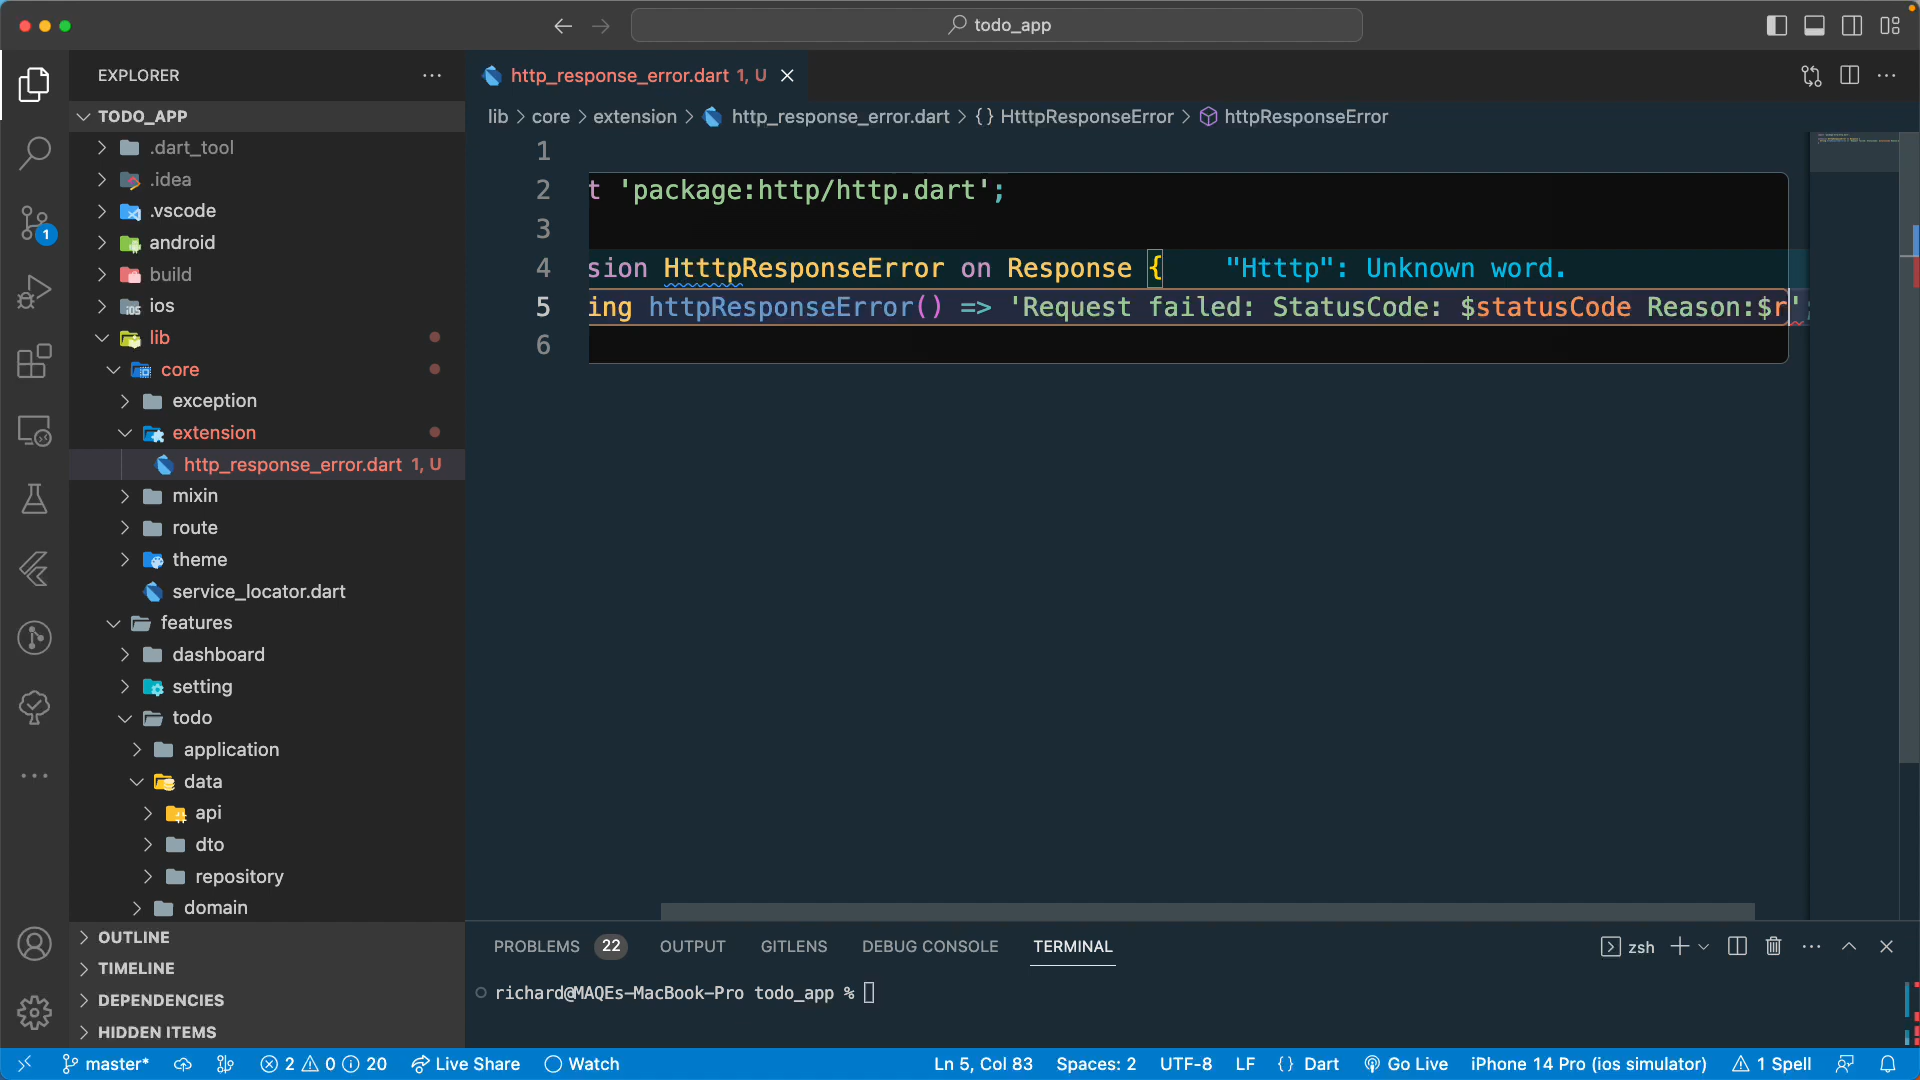 todo_app
EXPLORER
TODO_APP
.dart_tool
.idea
.vscode
android
build
ios
lib
core
exception
extension
http_response_error.dart 1, U
mixin
route
theme
service_locator.dart
features
dashboard
setting
todo
application
data
api
dto
repository
domain
OUTLINE
TIMELINE
DEPENDENCIES
HIDDEN ITEMS
1
http_response_error.dart 1, U
lib > core > extension > http_response_error.dart > {} HtttpResponseError > httpResponseError
1
2 t 'package:http/http.dart';
3
4 sion HtttpResponseError on Response { "Htttp": Unknown word.
5 ing httpResponseError() => 'Request failed: StatusCode: $statusCode Reason:$r';
6
PROBLEMS 22 OUTPUT GITLENS DEBUG CONSOLE TERMINAL zsh
richard@MAQEs-MacBook-Pro todo_app %
master* 2 0 20 Live Share Watch Ln 5, Col 83 Spaces: 2 UTF-8 LF {} Dart Go Live iPhone 14 Pro (ios simulator) 1 Spell